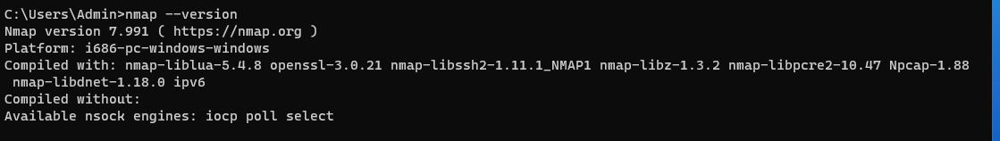 C:\Users\Admin>nmap --version
Nmap version 7.991 ( https://nmap.org )
Platform: i686-pc-windows-windows
Compiled with: nmap-liblua-5.4.8 openssl-3.0.21 nmap-libssh2-1.11.1_NMAP1 nmap-libz-1.3.2 nmap-libpcre2-10.47 Npcap-1.88
 nmap-libdnet-1.18.0 ipv6
Compiled without:
Available nsock engines: iocp poll select